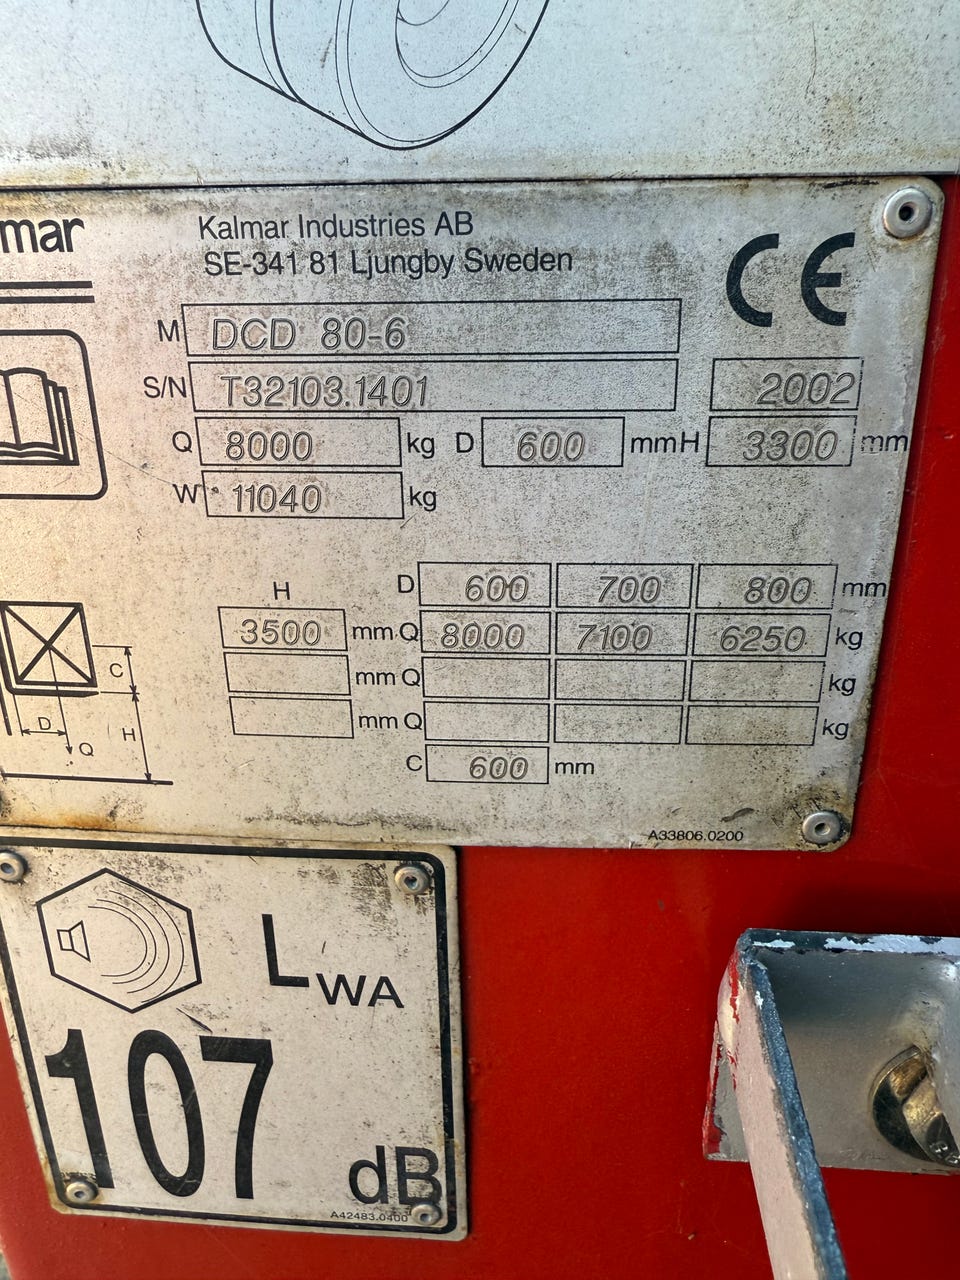 mar
Kalmar Industries AB
SE-341 81 Ljungby Sweden
CE
M DCD 80-6
S/N T32103.1401 2002
Q 8000 kg D 600 mm H 3300 mm
W 11040 kg
H D 600 700 800 mm
3500 mm Q 8000 7100 6250 kg
mm Q kg
mm Q kg
C 600 mm
C
D H
Q
A33806.0200
LWA
107
dB
A42483.0400